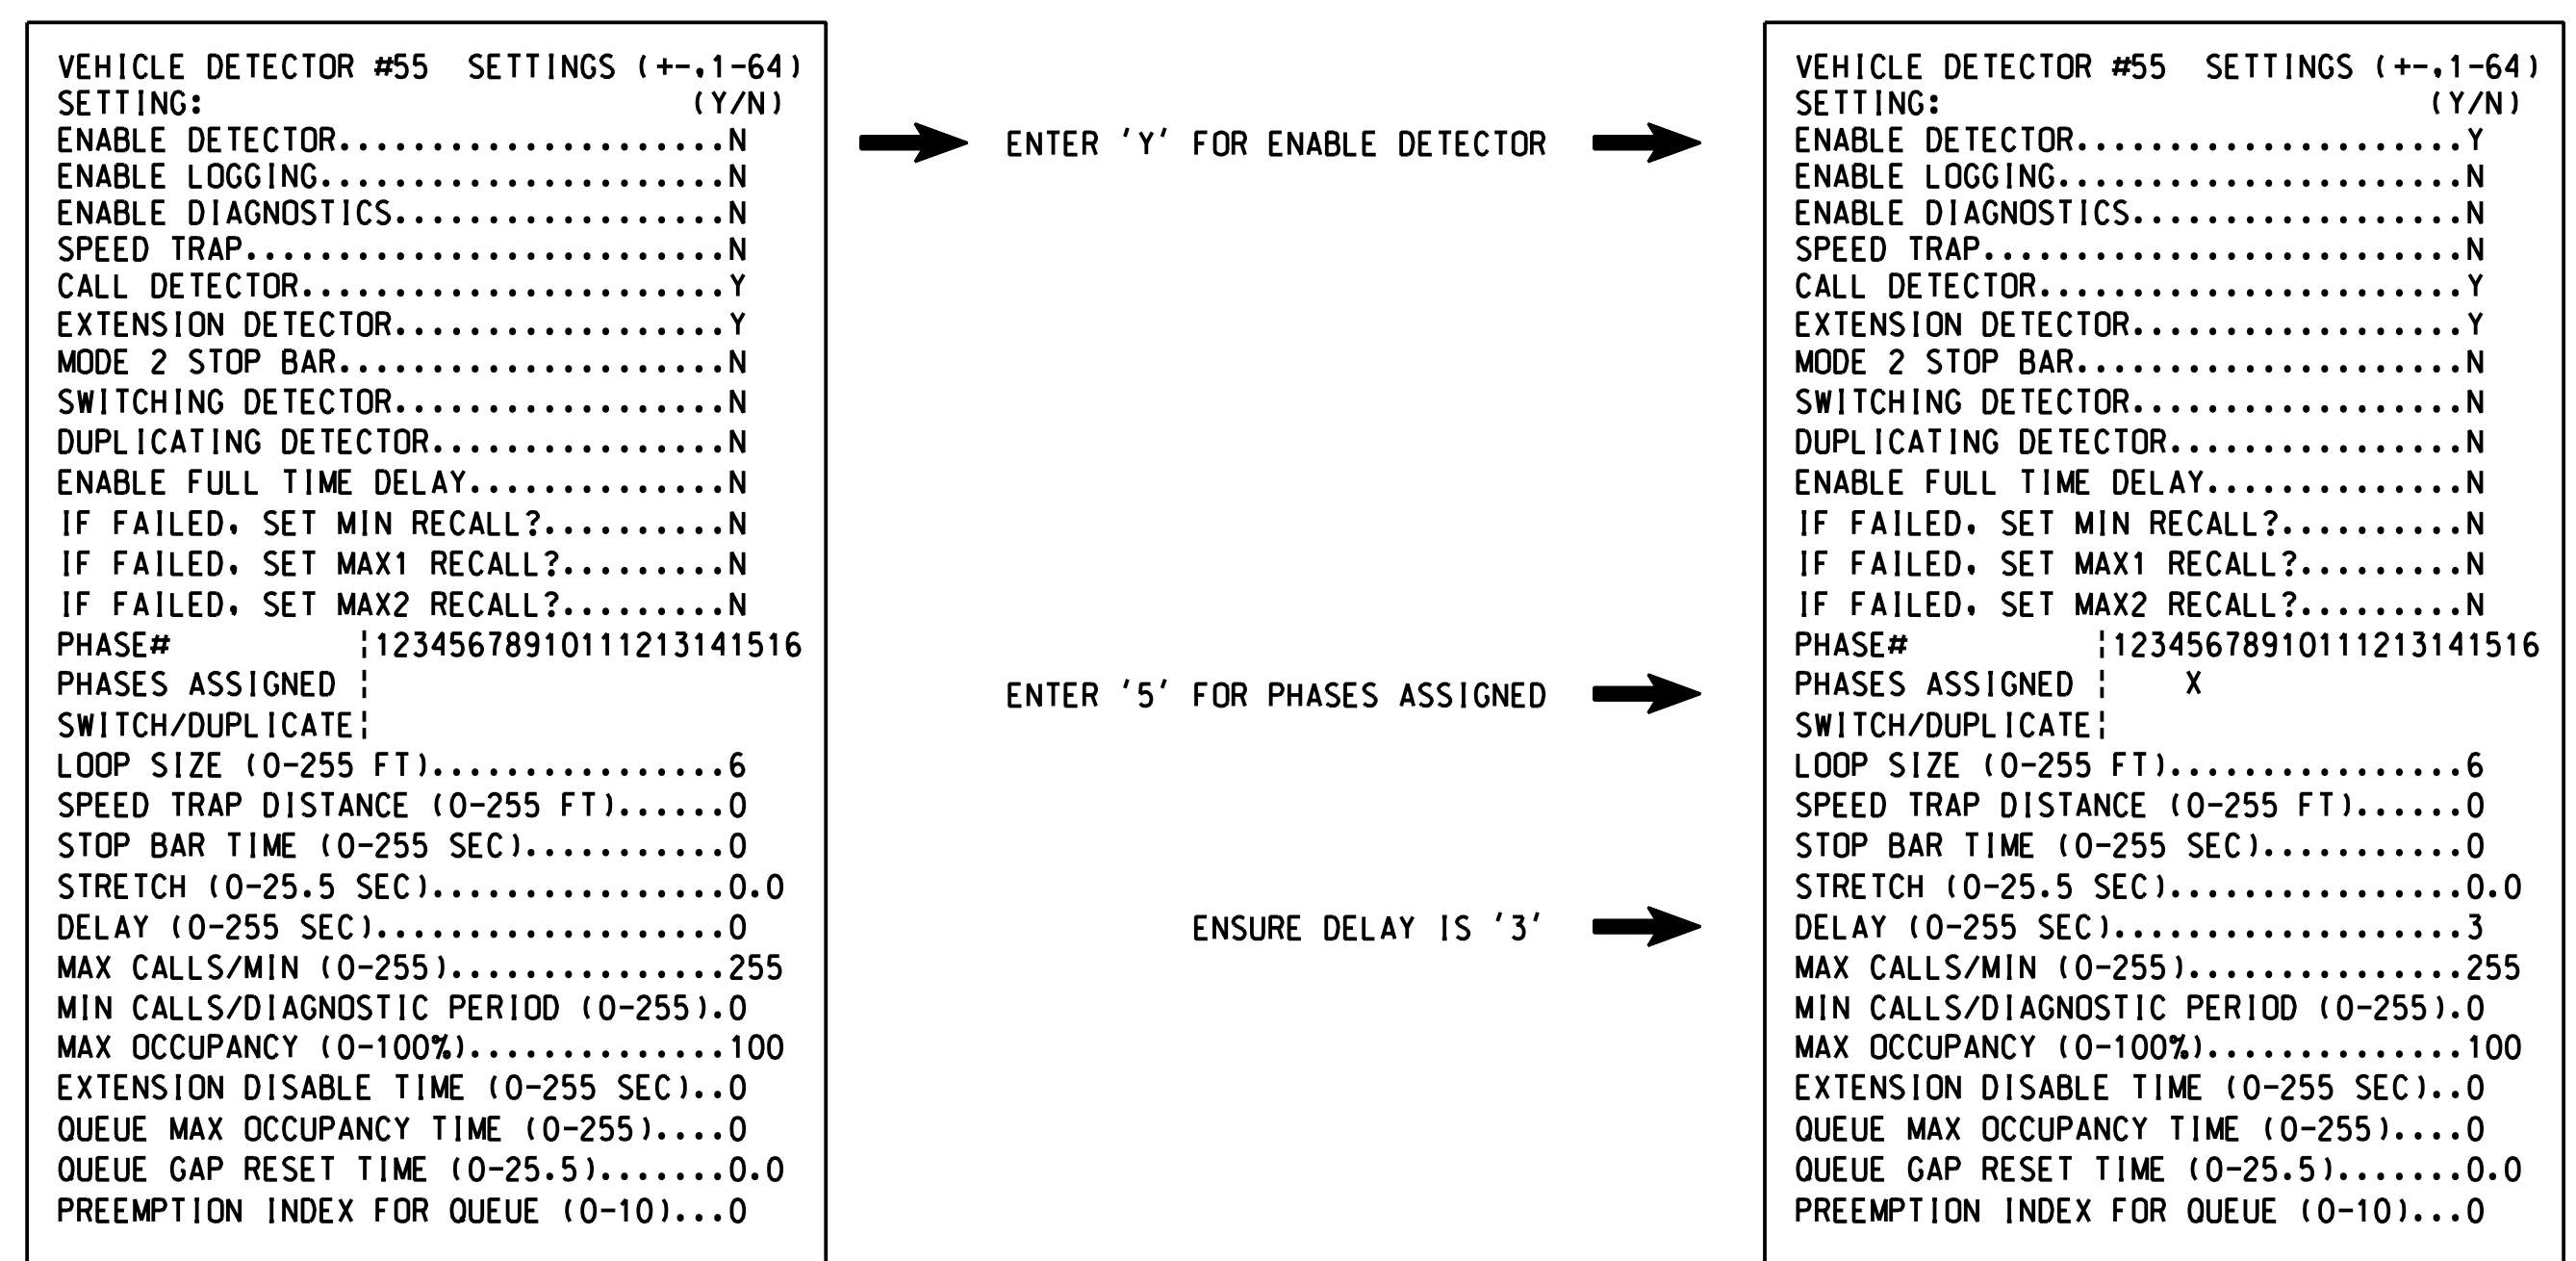 VEHICLE DETECTOR #55  SETTINGS (+-,1-64)
SETTING:                          (Y/N)
ENABLE DETECTOR.....................N
ENABLE LOGGING......................N
ENABLE DIAGNOSTICS..................N
SPEED TRAP..........................N
CALL DETECTOR.......................Y
EXTENSION DETECTOR..................Y
MODE 2 STOP BAR.....................N
SWITCHING DETECTOR..................N
DUPLICATING DETECTOR................N
ENABLE FULL TIME DELAY..............N
IF FAILED, SET MIN RECALL?..........N
IF FAILED, SET MAX1 RECALL?.........N
IF FAILED, SET MAX2 RECALL?.........N
PHASE#          |12345678910111213141516
PHASES ASSIGNED |
SWITCH/DUPLICATE|
LOOP SIZE (0-255 FT)................6
SPEED TRAP DISTANCE (0-255 FT)......0
STOP BAR TIME (0-255 SEC)...........0
STRETCH (0-25.5 SEC)................0.0
DELAY (0-255 SEC)...................0
MAX CALLS/MIN (0-255)...............255
MIN CALLS/DIAGNOSTIC PERIOD (0-255).0
MAX OCCUPANCY (0-100%)..............100
EXTENSION DISABLE TIME (0-255 SEC)..0
QUEUE MAX OCCUPANCY TIME (0-255)....0
QUEUE GAP RESET TIME (0-25.5).......0.0
PREEMPTION INDEX FOR QUEUE (0-10)...0
ENTER 'Y' FOR ENABLE DETECTOR
ENTER '5' FOR PHASES ASSIGNED
ENSURE DELAY IS '3'
VEHICLE DETECTOR #55  SETTINGS (+-,1-64)
SETTING:                          (Y/N)
ENABLE DETECTOR.....................Y
ENABLE LOGGING......................N
ENABLE DIAGNOSTICS..................N
SPEED TRAP..........................N
CALL DETECTOR.......................Y
EXTENSION DETECTOR..................Y
MODE 2 STOP BAR.....................N
SWITCHING DETECTOR..................N
DUPLICATING DETECTOR................N
ENABLE FULL TIME DELAY..............N
IF FAILED, SET MIN RECALL?..........N
IF FAILED, SET MAX1 RECALL?.........N
IF FAILED, SET MAX2 RECALL?.........N
PHASE#          |12345678910111213141516
PHASES ASSIGNED |    X
SWITCH/DUPLICATE|
LOOP SIZE (0-255 FT)................6
SPEED TRAP DISTANCE (0-255 FT)......0
STOP BAR TIME (0-255 SEC)...........0
STRETCH (0-25.5 SEC)................0.0
DELAY (0-255 SEC)...................3
MAX CALLS/MIN (0-255)...............255
MIN CALLS/DIAGNOSTIC PERIOD (0-255).0
MAX OCCUPANCY (0-100%)..............100
EXTENSION DISABLE TIME (0-255 SEC)..0
QUEUE MAX OCCUPANCY TIME (0-255)....0
QUEUE GAP RESET TIME (0-25.5).......0.0
PREEMPTION INDEX FOR QUEUE (0-10)...0